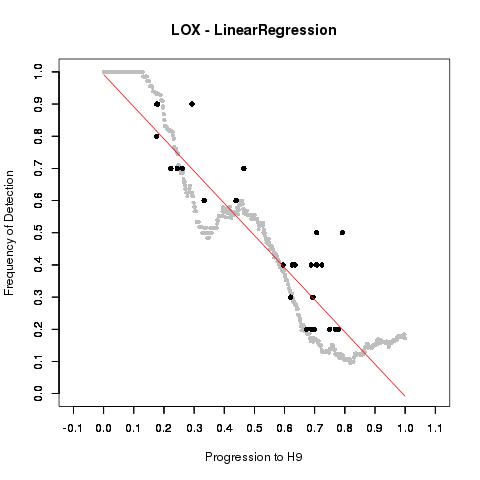 LOX - LinearRegression
Frequency of Detection
1.0
0.9
0.8
0.7
0.6
0.5
0.4
0.3
0.2
0.1
0.0
-0.1 0.0 0.1 0.2 0.3 0.4 0.5 0.6 0.7 0.8 0.9 1.0 1.1
Progression to H9